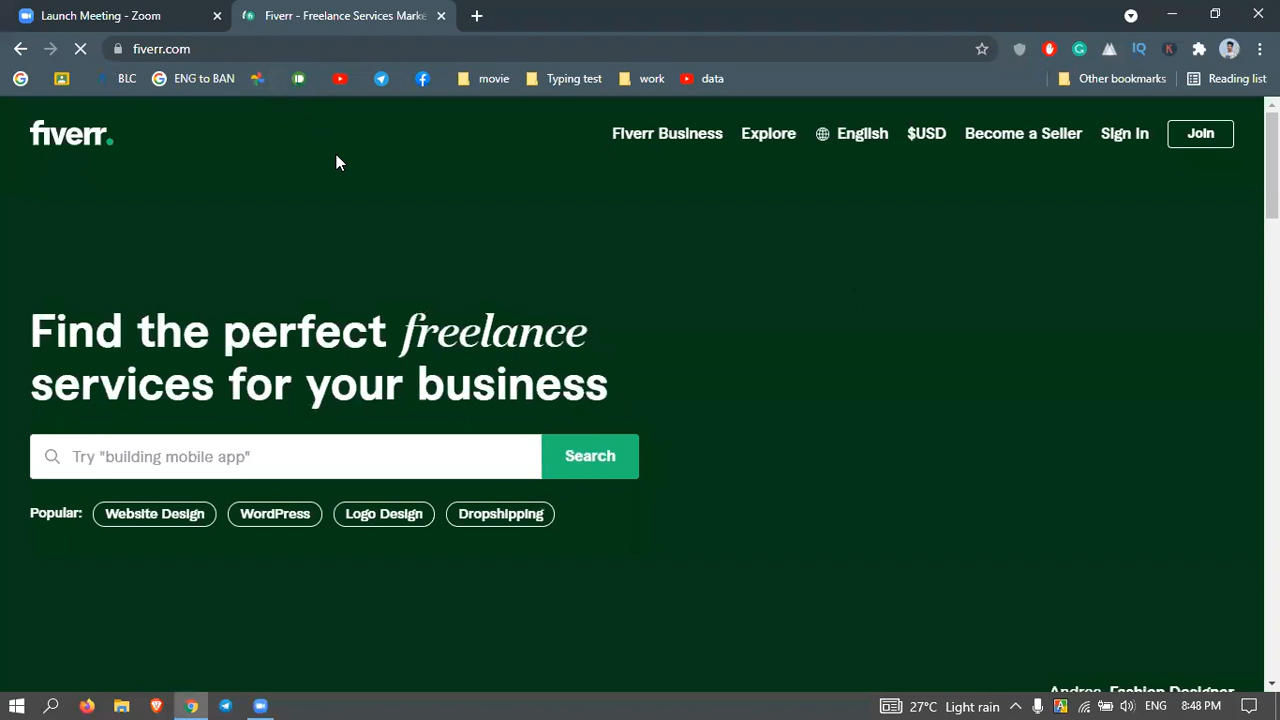 Launch Meeting - Zoom
Fiverr - Freelance Services Marke
fiverr.com
BLC
ENG to BAN
movie
Typing test
work
data
Other bookmarks
Reading list
fiverr.
Fiverr Business
Explore
English
$USD
Become a Seller
Sign In
Join
Find the perfect freelance
services for your business
Try "building mobile app"
Search
Popular:
Website Design
WordPress
Logo Design
Dropshipping
Andrea, Fashion Designer
27°C Light rain
ENG
8:48 PM